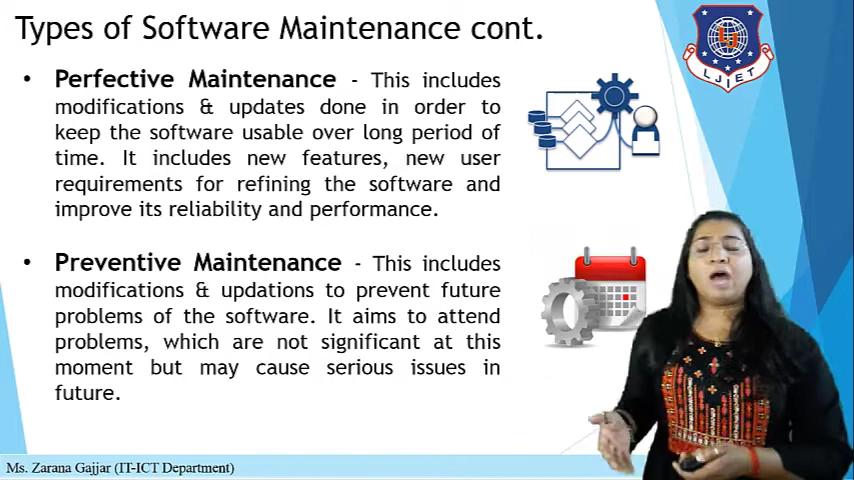 Types of Software Maintenance cont.
• Perfective Maintenance - This includes
modifications & updates done in order to
keep the software usable over long period of
time. It includes new features, new user
requirements for refining the software and
improve its reliability and performance.
• Preventive Maintenance - This includes
modifications & updations to prevent future
problems of the software. It aims to attend
problems, which are not significant at this
moment but may cause serious issues in
future.
LJIET
Ms. Zarana Gajjar (IT-ICT Department)